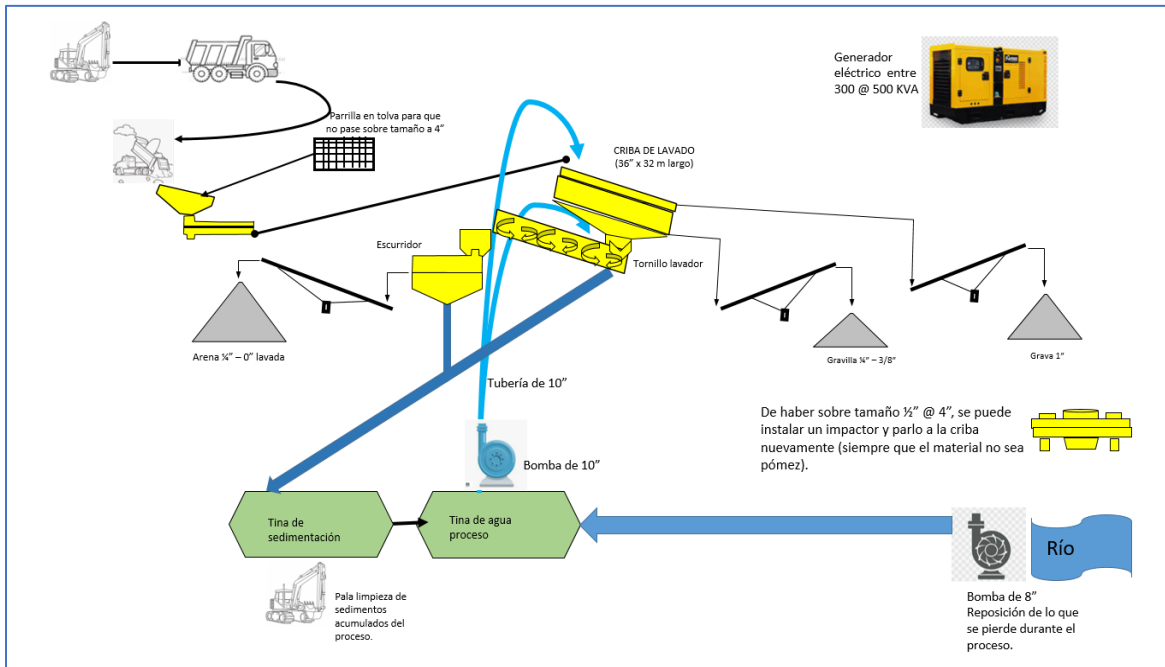 Generador
eléctrico entre
300 @ 500 KVA
Parrilla en tolva para que
no pase sobre tamaño a 4”
CRIBA DE LAVADO
(36” x 32 m largo)
Escurridor
Tornillo lavador
Arena ¼” – 0” lavada
Gravilla ¼” – 3/8”
Grava 1”
Tubería de 10”
De haber sobre tamaño ½” @ 4”, se puede
instalar un impactor y parlo a la criba
nuevamente (siempre que el material no sea
pómez).
Bomba de 10”
Tina de
sedimentación
Tina de agua
proceso
Río
Pala limpieza de
sedimentos
acumulados del
proceso.
Bomba de 8”
Reposición de lo que
se pierde durante el
proceso.